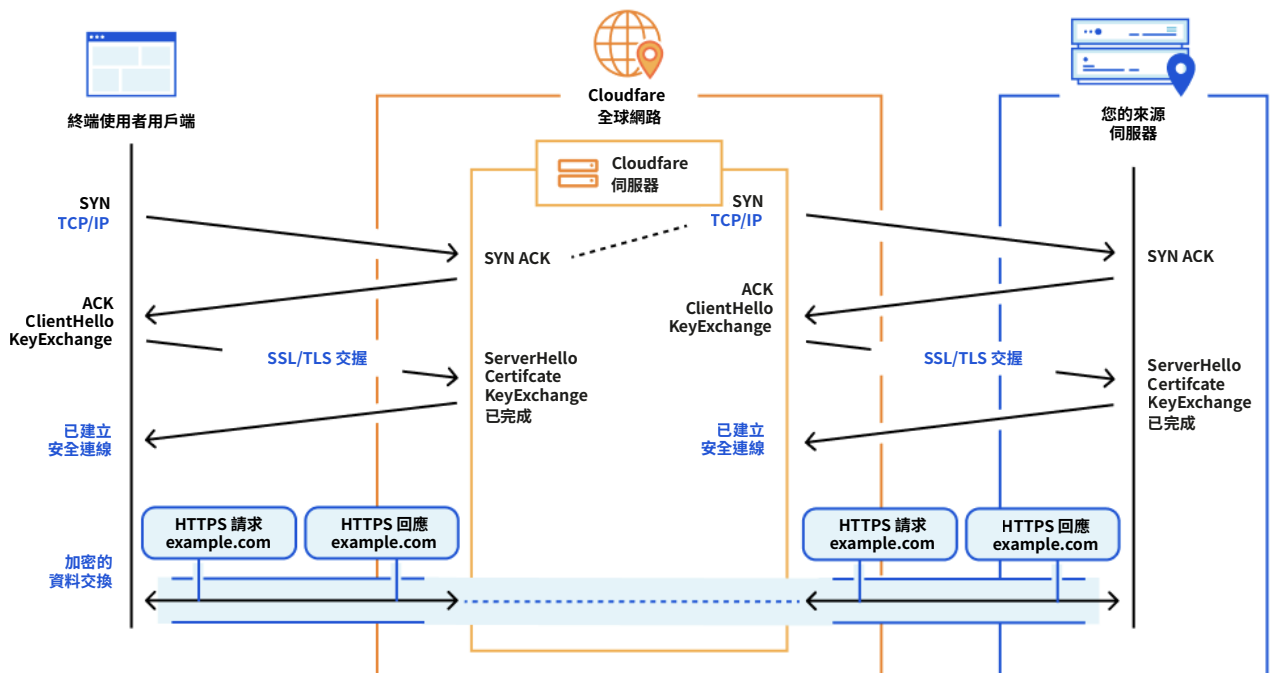 Cloudfare
全球網路
終端使用者用戶端
您的來源
伺服器
Cloudfare
伺服器
SYN
TCP/IP
SYN ACK
SYN
TCP/IP
SYN ACK
ACK
ClientHello
KeyExchange
SSL/TLS 交握
ServerHello
Certifcate
KeyExchange
已完成
ACK
ClientHello
KeyExchange
SSL/TLS 交握
ServerHello
Certifcate
KeyExchange
已完成
已建立
安全連線
已建立
安全連線
HTTPS 請求
example.com
HTTPS 回應
example.com
HTTPS 請求
example.com
HTTPS 回應
example.com
加密的
資料交換